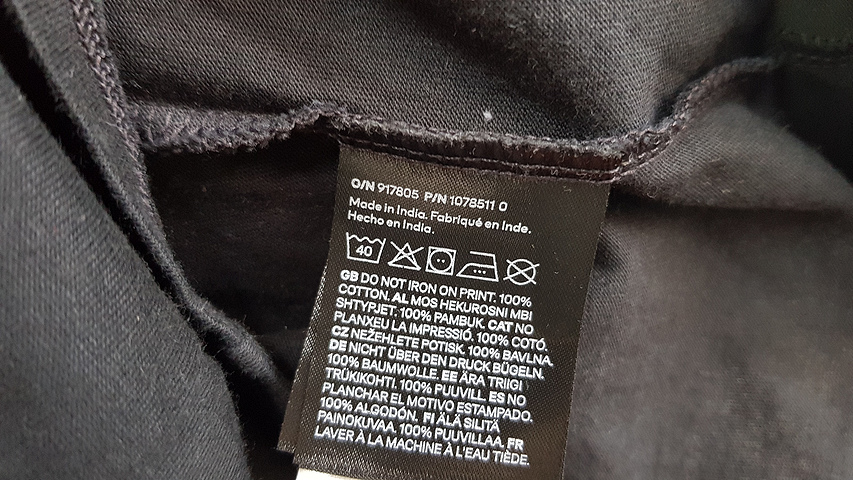 O/N 917805 P/N 1078511 0
Made in India. Fabriqué en Inde.
Hecho en India.
40
GB DO NOT IRON ON PRINT. 100%
COTTON. AL MOS HEKUROSNI MBI
SHTYPJET. 100% PAMBUK. CAT NO
PLANXEU LA IMPRESSIÓ. 100% COTÓ.
CZ NEŽEHLETE POTISK. 100% BAVLNA.
DE NICHT ÜBER DEN DRUCK BÜGELN.
100% BAUMWOLLE. EE ÄRA TRIIGI
TRÜKIKOHTI. 100% PUUVILL. ES NO
PLANCHAR EL MOTIVO ESTAMPADO.
100% ALGODÓN. FI ÄLÄ SILITÄ
PAINOKUVAA. 100% PUUVILLAA. FR
LAVER À LA MACHINE À L'EAU TIÈDE.